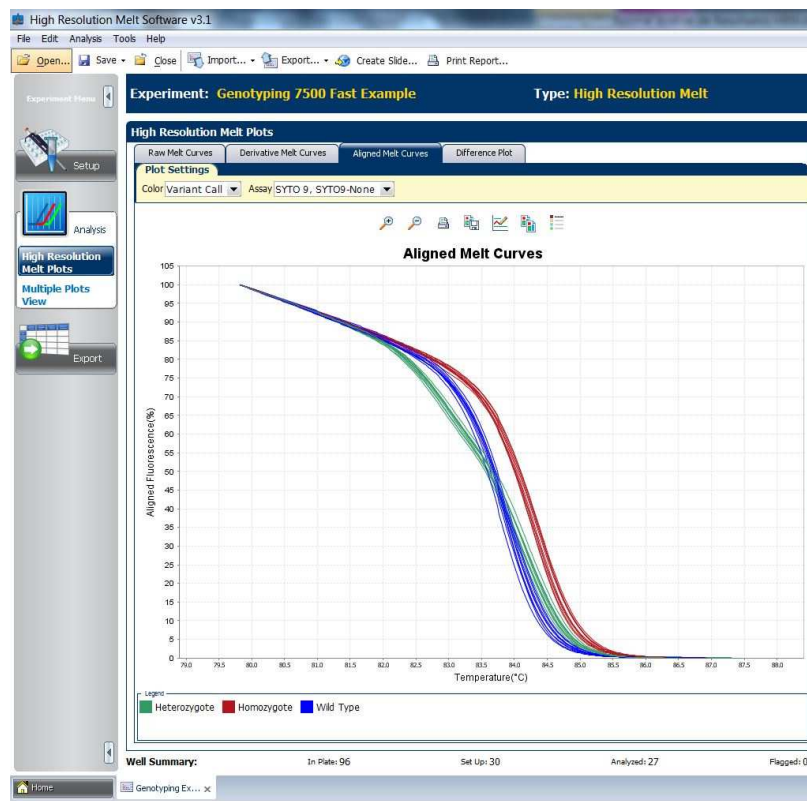 High Resolution Melt Software v3.1
File Edit Analysis Tools Help
Open... Save Close Import... Export... Create Slide... Print Report...
Experiment Menu
Experiment: Genotyping 7500 Fast Example Type: High Resolution Melt
Setup
Analysis
High Resolution
Melt Plots
Multiple Plots
View
Export
High Resolution Melt Plots
Raw Melt Curves Derivative Melt Curves Aligned Melt Curves Difference Plot
Plot Settings
Color Variant Call Assay SYTO 9, SYTO9-None
Aligned Melt Curves
Aligned Fluorescence(%)
105
100
95
90
85
80
75
70
65
60
55
50
45
40
35
30
25
20
15
10
5
0
79.0 79.5 80.0 80.5 81.0 81.5 82.0 82.5 83.0 83.5 84.0 84.5 85.0 85.5 86.0 86.5 87.0 87.5 88.0
Temperature(°C)
Legend
Heterozygote Homozygote Wild Type
Well Summary: In Plate: 96 Set Up: 30 Analyzed: 27 Flagged: 0
Home Genotyping Ex... x